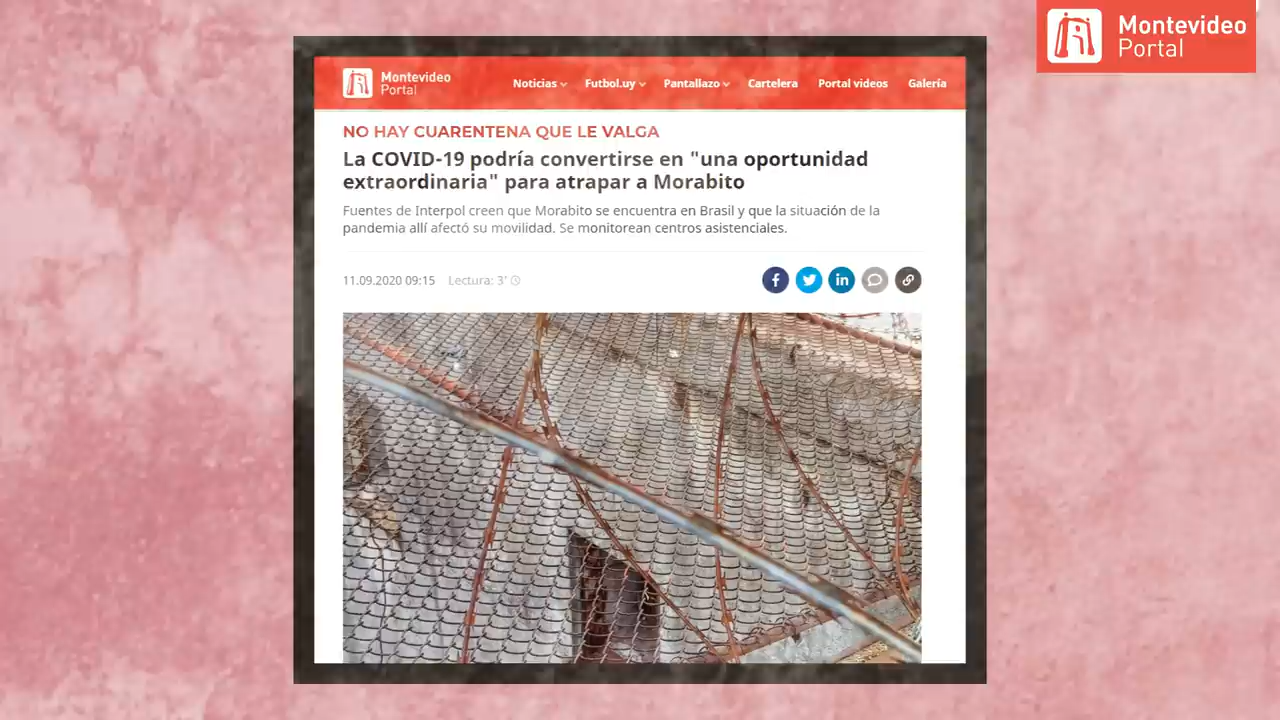 Montevideo
Portal
Montevideo
Portal
Noticias Futbol.uy Pantallazo Cartelera Portal videos Galería
NO HAY CUARENTENA QUE LE VALGA
La COVID-19 podría convertirse en "una oportunidad
extraordinaria" para atrapar a Morabito
Fuentes de Interpol creen que Morabito se encuentra en Brasil y que la situación de la
pandemia allí afectó su movilidad. Se monitorean centros asistenciales.
11.09.2020 09:15 Lectura: 3'